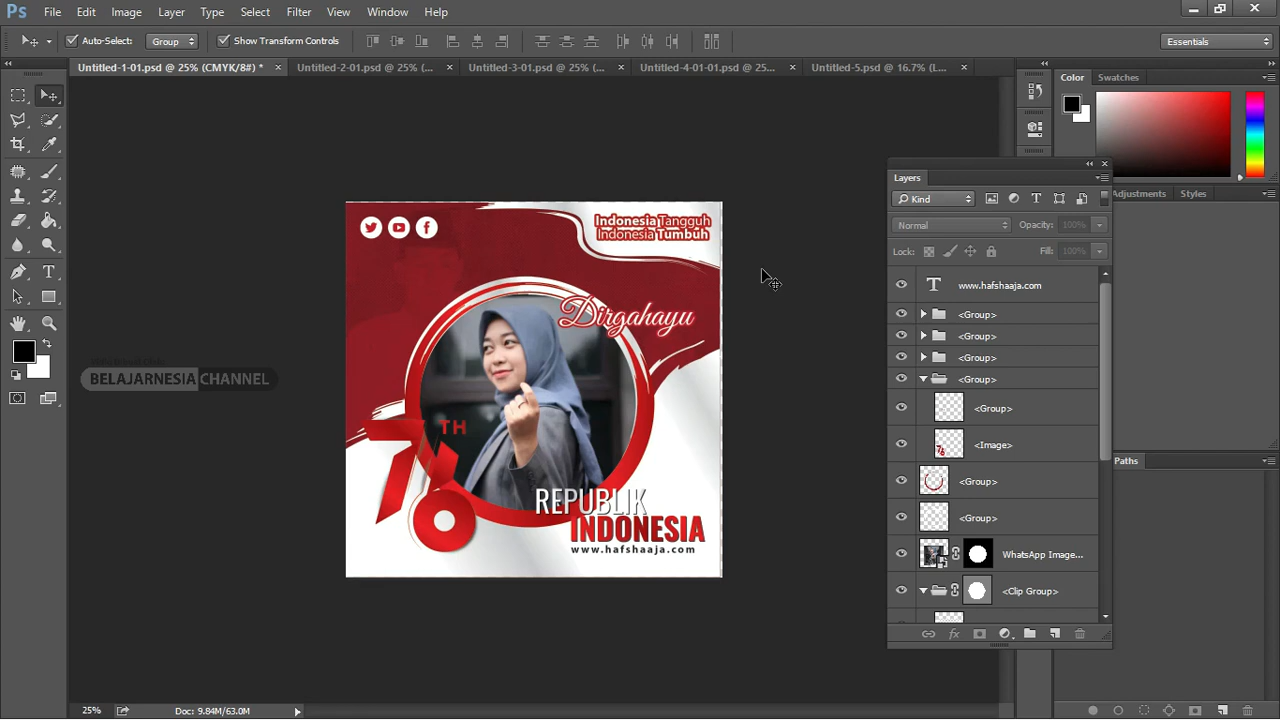 Ps File Edit Image Layer Type Select Filter View Window Help
Auto-Select: Group Show Transform Controls Essentials
Untitled-1-01.psd @ 25% (CMYK/8#) * × Untitled-2-01.psd @ 25% (... × Untitled-3-01.psd @ 25% (... × Untitled-4-01-01.psd @ 25... × Untitled-5.psd @ 16.7% (L... ×
Color Swatches
Layers
Kind
Adjustments Styles
Normal Opacity: 100%
Lock: Fill: 100%
T www.hafshaaja.com
<Group>
<Group>
<Group>
<Group>
<Group>
<Image>
<Group>
<Group>
WhatsApp Image...
<Clip Group>
Paths
Indonesia Tangguh
Indonesia Tumbuh
Dirgahayu
76 TH
REPUBLIK
INDONESIA
www.hafshaaja.com
BELAJARNESIA CHANNEL
25% Doc: 9.84M/63.0M